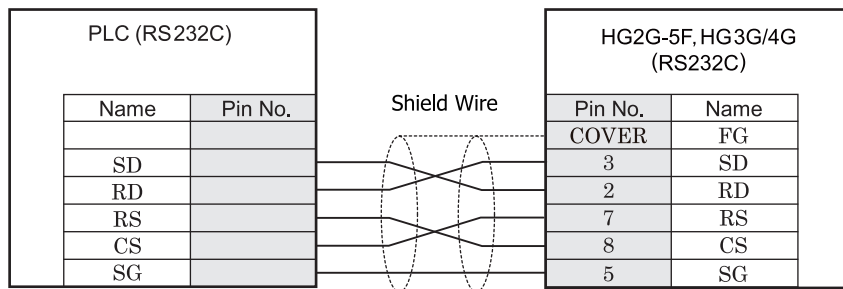 PLC (RS232C)
HG2G-5F, HG3G/4G
(RS232C)
Name Pin No.
Shield Wire
Pin No. Name
COVER FG
SD 3 SD
RD 2 RD
RS 7 RS
CS 8 CS
SG 5 SG